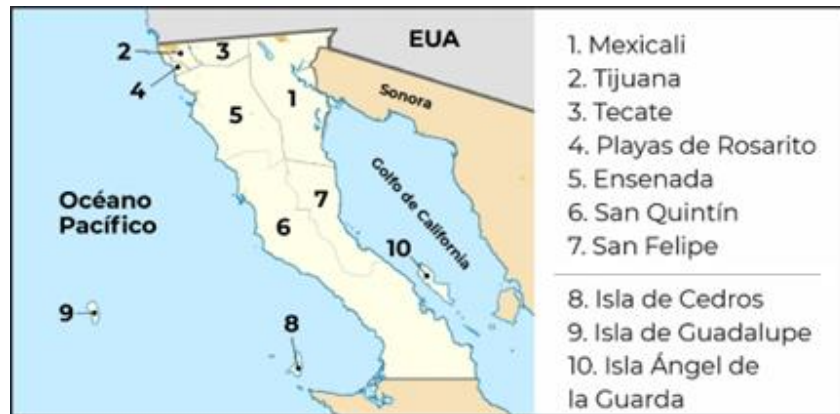 EUA
2
3
4
1
Sonora
5
Golfo de California
Océano
Pacífico
7
6
10
9
8
1. Mexicali
2. Tijuana
3. Tecate
4. Playas de Rosarito
5. Ensenada
6. San Quintín
7. San Felipe
8. Isla de Cedros
9. Isla de Guadalupe
10. Isla Ángel de
la Guarda